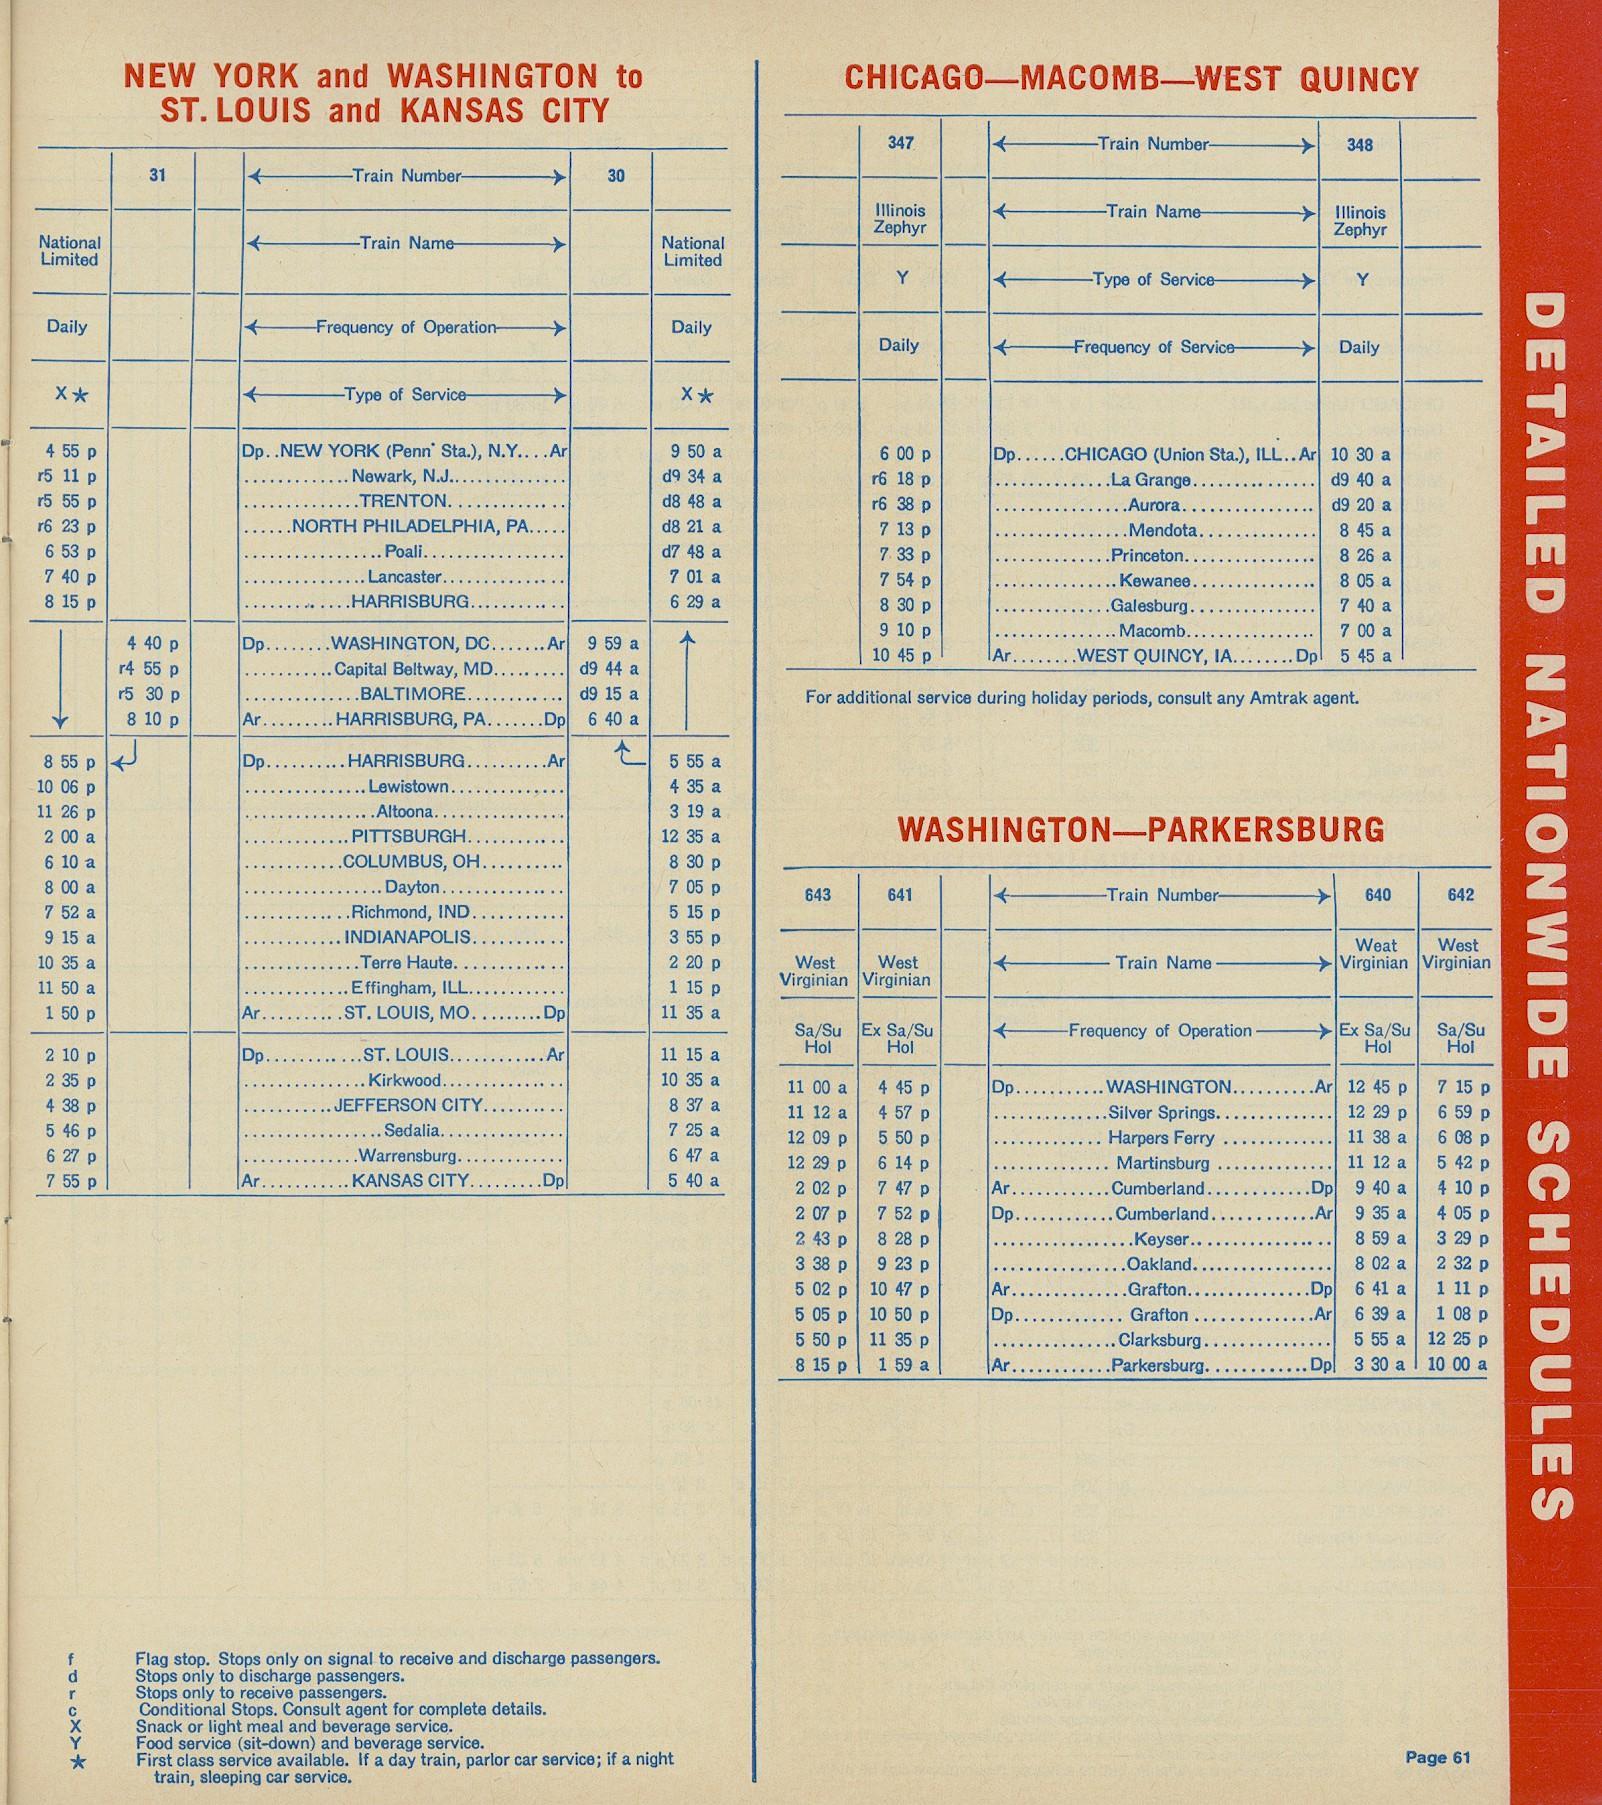 NEW YORK and WASHINGTON to
ST. LOUIS and KANSAS CITY
31 Train Number 30
National Limited Train Name National Limited
Daily Frequency of Operation Daily
X★ Type of Service X★
4 55 p Dp..NEW YORK (Penn Sta.), N.Y....Ar 9 50 a
r5 11 p Newark, N.J. d9 34 a
r5 55 p TRENTON d8 48 a
r6 23 p NORTH PHILADELPHIA, PA d8 21 a
6 53 p Poali d7 48 a
7 40 p Lancaster 7 01 a
8 15 p HARRISBURG 6 29 a
4 40 p Dp WASHINGTON, DC Ar 9 59 a
r4 55 p Capital Beltway, MD d9 44 a
r5 30 p BALTIMORE d9 15 a
8 10 p Ar HARRISBURG, PA Dp 6 40 a
8 55 p Dp HARRISBURG Ar 5 55 a
10 06 p Lewistown 4 35 a
11 26 p Altoona 3 19 a
2 00 a PITTSBURGH 12 35 a
6 10 a COLUMBUS, OH 8 30 p
8 00 a Dayton 7 05 p
7 52 a Richmond, IND 5 15 p
9 15 a INDIANAPOLIS 3 55 p
10 35 a Terre Haute 2 20 p
11 50 a Effingham, ILL 1 15 p
1 50 p Ar ST. LOUIS, MO Dp 11 35 a
2 10 p Dp ST. LOUIS Ar 11 15 a
2 35 p Kirkwood 10 35 a
4 38 p JEFFERSON CITY 8 37 a
5 46 p Sedalia 7 25 a
6 27 p Warrensburg 6 47 a
7 55 p Ar KANSAS CITY Dp 5 40 a
f Flag stop. Stops only on signal to receive and discharge passengers.
d Stops only to discharge passengers.
r Stops only to receive passengers.
c Conditional Stops. Consult agent for complete details.
X Snack or light meal and beverage service.
Y Food service (sit-down) and beverage service.
★ First class service available. If a day train, parlor car service; if a night
train, sleeping car service.
CHICAGO—MACOMB—WEST QUINCY
347 Train Number 348
Illinois Zephyr Train Name Illinois Zephyr
Y Type of Service Y
Daily Frequency of Service Daily
6 00 p Dp CHICAGO (Union Sta.), ILL Ar 10 30 a
r6 18 p La Grange d9 40 a
r6 38 p Aurora d9 20 a
7 13 p Mendota 8 45 a
7 33 p Princeton 8 26 a
7 54 p Kewanee 8 05 a
8 30 p Galesburg 7 40 a
9 10 p Macomb 7 00 a
10 45 p Ar WEST QUINCY, IA Dp 5 45 a
For additional service during holiday periods, consult any Amtrak agent.
WASHINGTON—PARKERSBURG
643 641 Train Number 640 642
West Virginian West Virginian Train Name Weat Virginian West Virginian
Sa/Su Hol Ex Sa/Su Hol Frequency of Operation Ex Sa/Su Hol Sa/Su Hol
11 00 a 4 45 p Dp WASHINGTON Ar 12 45 p 7 15 p
11 12 a 4 57 p Silver Springs 12 29 p 6 59 p
12 09 p 5 50 p Harpers Ferry 11 38 a 6 08 p
12 29 p 6 14 p Martinsburg 11 12 a 5 42 p
2 02 p 7 47 p Ar Cumberland Dp 9 40 a 4 10 p
2 07 p 7 52 p Dp Cumberland Ar 9 35 a 4 05 p
2 43 p 8 28 p Keyser 8 59 a 3 29 p
3 38 p 9 23 p Oakland 8 02 a 2 32 p
5 02 p 10 47 p Ar Grafton Dp 6 41 a 1 11 p
5 05 p 10 50 p Dp Grafton Ar 6 39 a 1 08 p
5 50 p 11 35 p Clarksburg 5 55 a 12 25 p
8 15 p 1 59 a Ar Parkersburg Dp 3 30 a 10 00 a
Page 61
DETAILED NATIONWIDE SCHEDULES